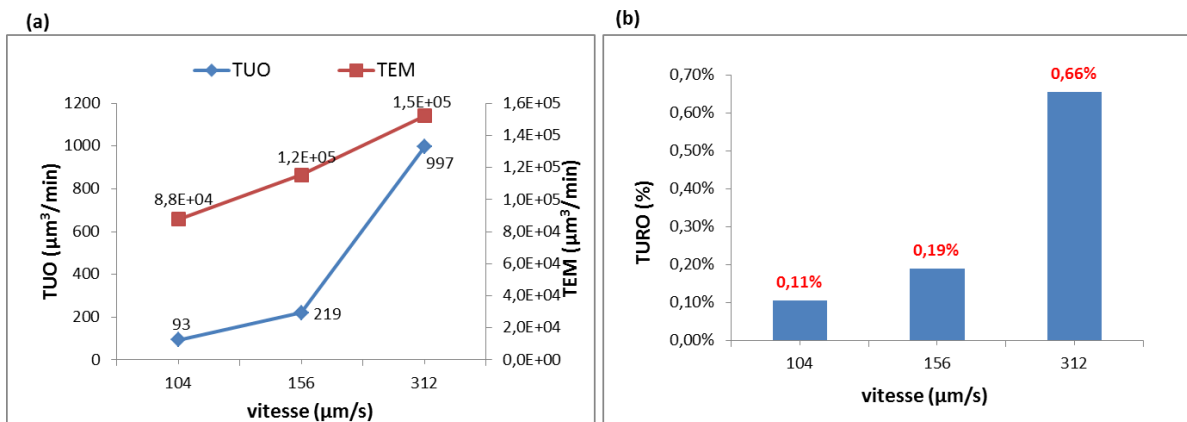 (a)
TUO TEM
TUO (µm³/min)
1200
1000
800
600
400
200
0
8,8E+04
1,2E+05
1,5E+05
93
219
997
1,6E+05
1,4E+05
1,2E+05
1,0E+05
8,0E+04
6,0E+04
4,0E+04
2,0E+04
0,0E+00
TEM (µm³/min)
104 156 312
vitesse (µm/s)
(b)
TURO (%)
0,70%
0,60%
0,50%
0,40%
0,30%
0,20%
0,10%
0,00%
0,11%
0,19%
0,66%
104 156 312
vitesse (µm/s)